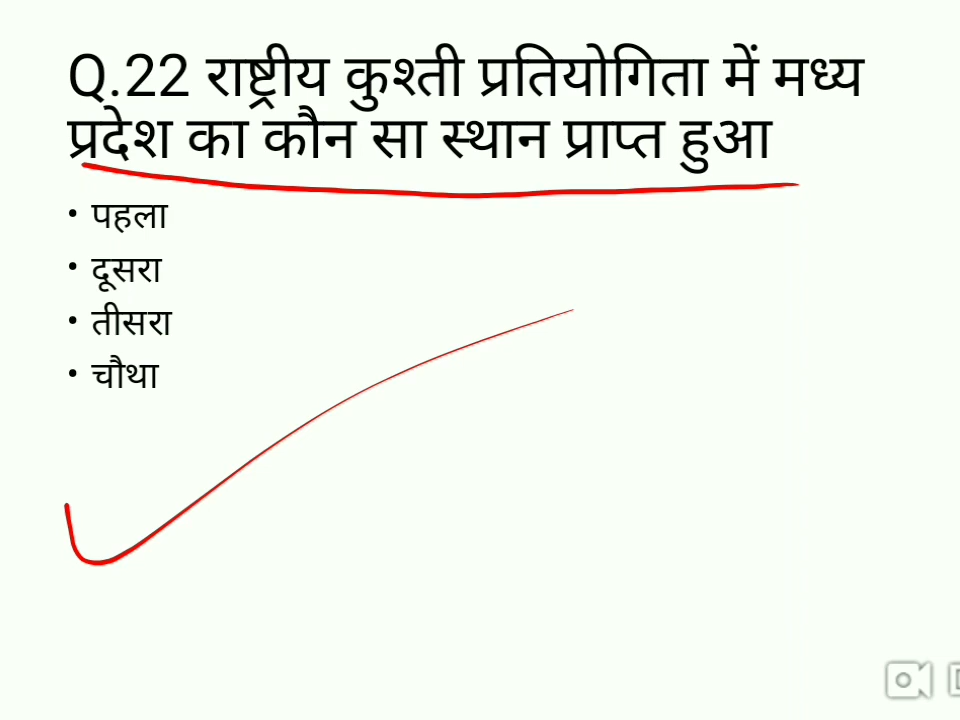 Q.22 राष्ट्रीय कुश्ती प्रतियोगिता में मध्य
प्रदेश का कौन सा स्थान प्राप्त हुआ
• पहला
• दूसरा
• तीसरा
• चौथा